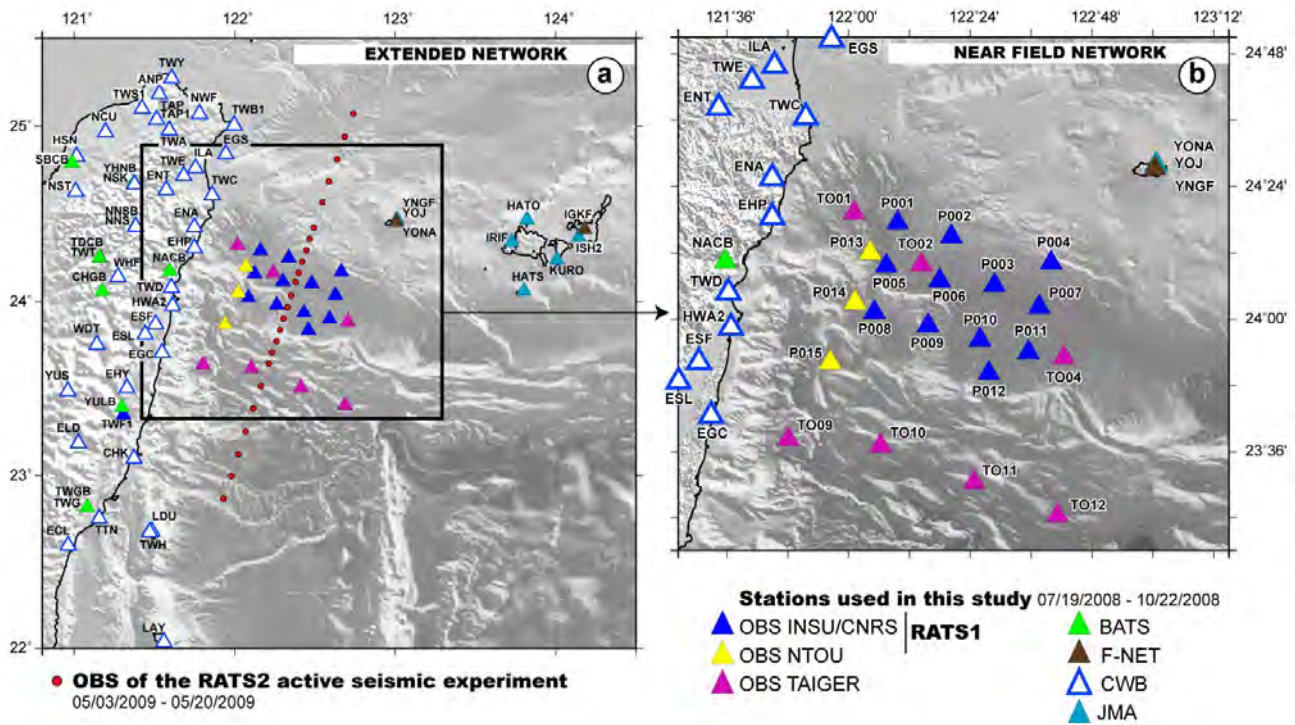 121° 122° 123° 124°
EXTENDED NETWORK
a
25°
24°
23°
22°
TWY
ANP
TWS1
TAP
TAP1
NWF
TWB1
NCU
TWA
EGS
HSN
SBCB
ILA
TWE
YHNB
NSK
ENT
NST
TWC
NNSB
NNS
ENA
EHP
TDCB
TWT
WHF
NACB
CHGB
TWD
HWA2
ESF
ESL
WDT
EGC
YUS
EHY
YULB
TWF1
ELD
CHK
TWGB
TWG
TTN
ECL
LDU
TWH
LAY
YNGF
YOJ
YONA
HATO
IGKF
IRIF
ISH2
KURO
HATS
121°36' 122°00' 122°24' 122°48' 123°12'
NEAR FIELD NETWORK
b
24°48'
24°24'
24°00'
23°36'
ILA
EGS
TWE
ENT
TWC
ENA
EHP
NACB
TWD
HWA2
ESF
ESL
EGC
YONA
YOJ
YNGF
TO01
P001
P002
P013
TO02
P004
P003
P005
P006
P014
P007
P008
P009
P010
P011
P015
P012
TO04
TO09
TO10
TO11
TO12
OBS of the RATS2 active seismic experiment
05/03/2009 - 05/20/2009
Stations used in this study 07/19/2008 - 10/22/2008
OBS INSU/CNRS RATS1
OBS NTOU
OBS TAIGER
BATS
F-NET
CWB
JMA